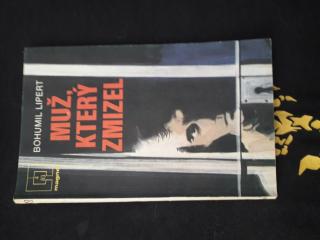 BOHUMIL LIPERT
MUŽ,
KTERÝ
ZMIZEL
magnet